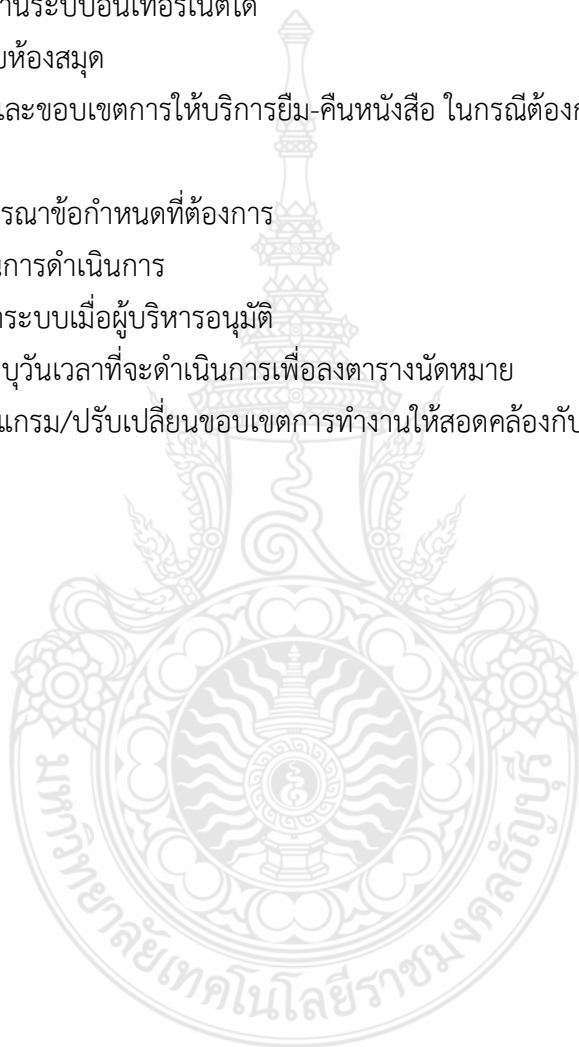 านระบบอินเทอร์เน็ตได้
ห้องสมุด
และขอบเขตการให้บริการยืม-คืนหนังสือ ในกรณีต้อง
รณาข้อกำหนดที่ต้องการ
การดำเนินการ
ระบบเมื่อผู้บริหารอนุมัติ
บุวันเวลาที่จะดำเนินการเพื่อลงตารางนัดหมาย
แกรม/ปรับเปลี่ยนขอบเขตการทำงานให้สอดคล้องกับ
มหาวิทยาลัยเทคโนโลยีราชมงคลธัญบุรี